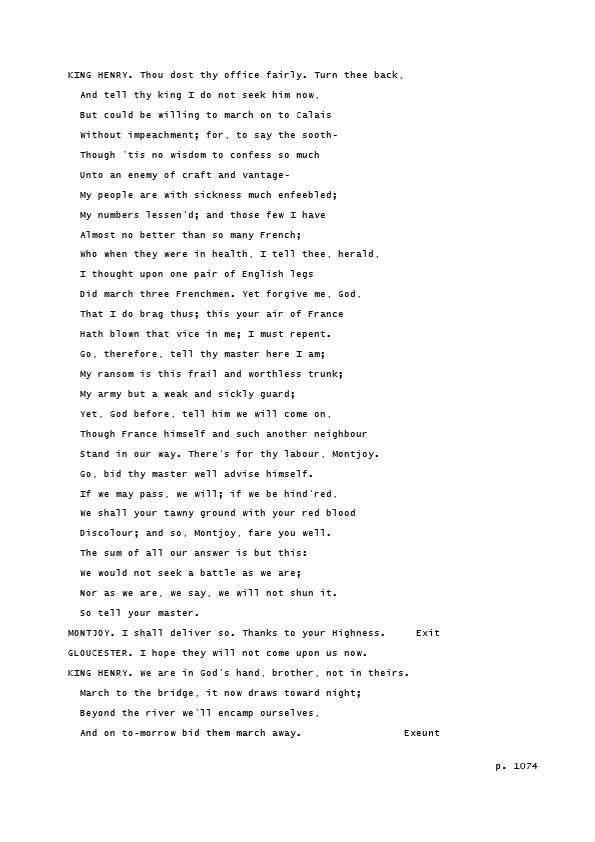 KING HENRY. Thou dost thy office fairly. Turn thee back,
And tell thy king I do not seek him now,
But could be willing to march on to Calais
Without impeachment; for, to say the sooth-
Though 'tis no wisdom to confess so much
Unto an enemy of craft and vantage-
My people are with sickness much enfeebled;
My numbers lessen'd; and those few I have
Almost no better than so many French;
Who when they were in health, I tell thee, herald,
I thought upon one pair of English legs
Did march three Frenchmen. Yet forgive me, God,
That I do brag thus; this your air of France
Hath blown that vice in me; I must repent.
Go, therefore, tell thy master here I am;
My ransom is this frail and worthless trunk;
My army but a weak and sickly guard;
Yet, God before, tell him we will come on,
Though France himself and such another neighbour
Stand in our way. There's for thy labour, Montjoy.
Go, bid thy master well advise himself.
If we may pass, we will; if we be hind'red,
We shall your tawny ground with your red blood
Discolour; and so, Montjoy, fare you well.
The sum of all our answer is but this:
We would not seek a battle as we are;
Nor as we are, we say, we will not shun it.
So tell your master.
MONTJOY. I shall deliver so. Thanks to your Highness. Exit
GLOUCESTER. I hope they will not come upon us now.
KING HENRY. We are in God's hand, brother, not in theirs.
March to the bridge, it now draws toward night;
Beyond the river we'll encamp ourselves,
And on to-morrow bid them march away. Exeunt
p. 1074